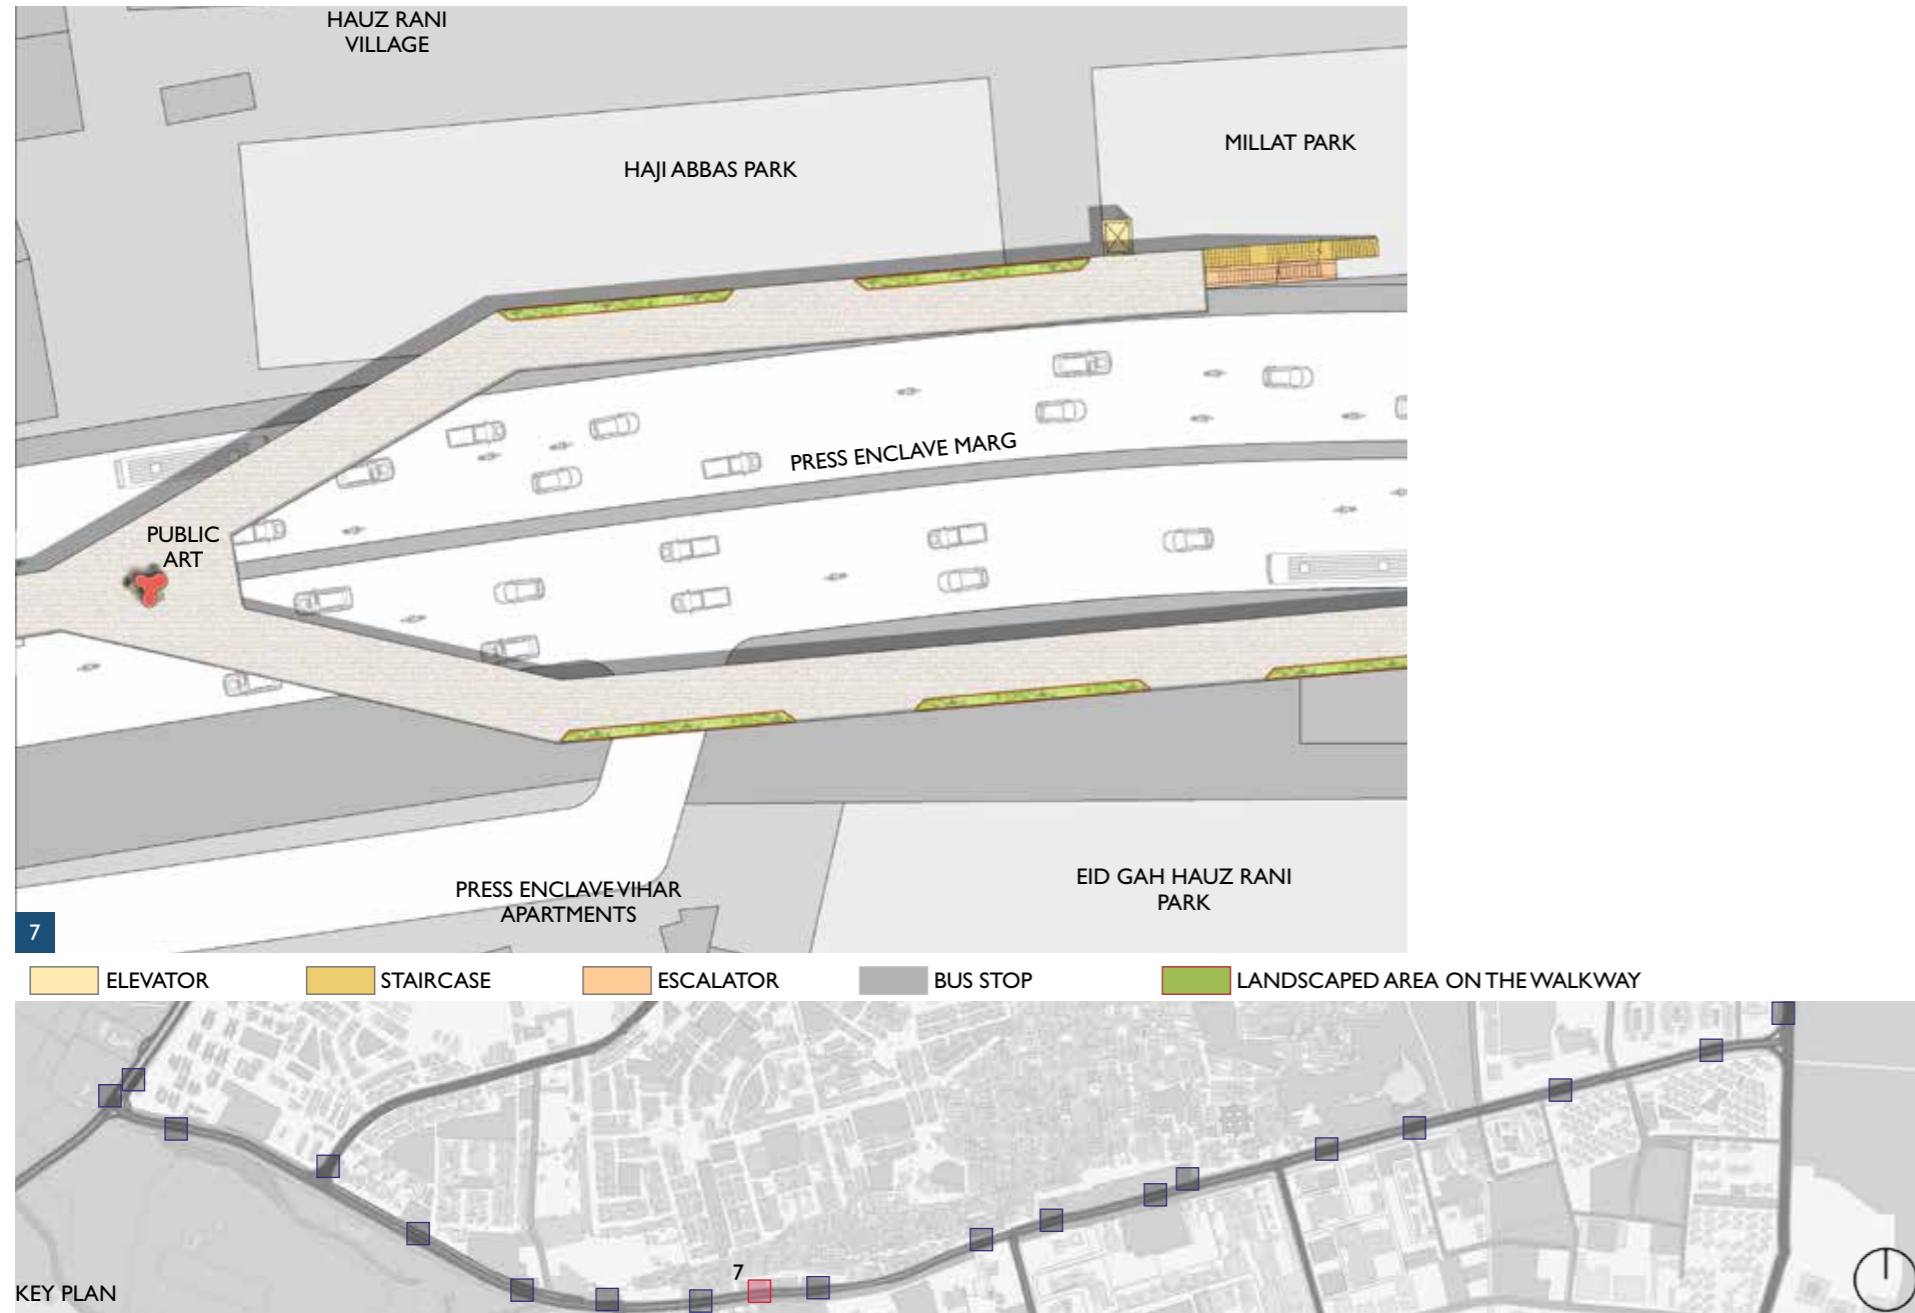 HAUZ RANI
VILLAGE
HAJI ABBAS PARK
MILLAT PARK
PRESS ENCLAVE MARG
PUBLIC
ART
PRESS ENCLAVE VIHAR
APARTMENTS
EID GAH HAUZ RANI
PARK
7
ELEVATOR
STAIRCASE
ESCALATOR
BUS STOP
LANDSCAPED AREA ON THE WALKWAY
7
KEY PLAN